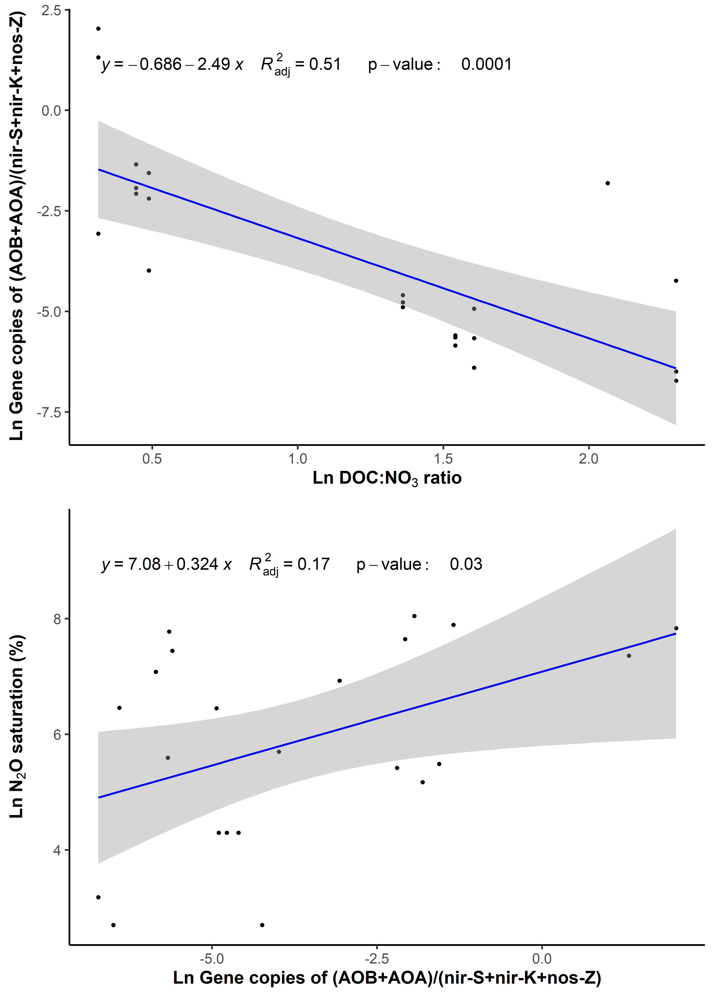 Ln Gene copies of (AOB+AOA)/(nir-S+nir-K+nos-Z)
2.5
0.0
-2.5
-5.0
-7.5
y = −0.686 − 2.49 x R²adj = 0.51 p − value : 0.0001
0.5 1.0 1.5 2.0
Ln DOC:NO₃ ratio
Ln N₂O saturation (%)
8
6
4
y = 7.08 + 0.324 x R²adj = 0.17 p − value : 0.03
-5.0 -2.5 0.0
Ln Gene copies of (AOB+AOA)/(nir-S+nir-K+nos-Z)